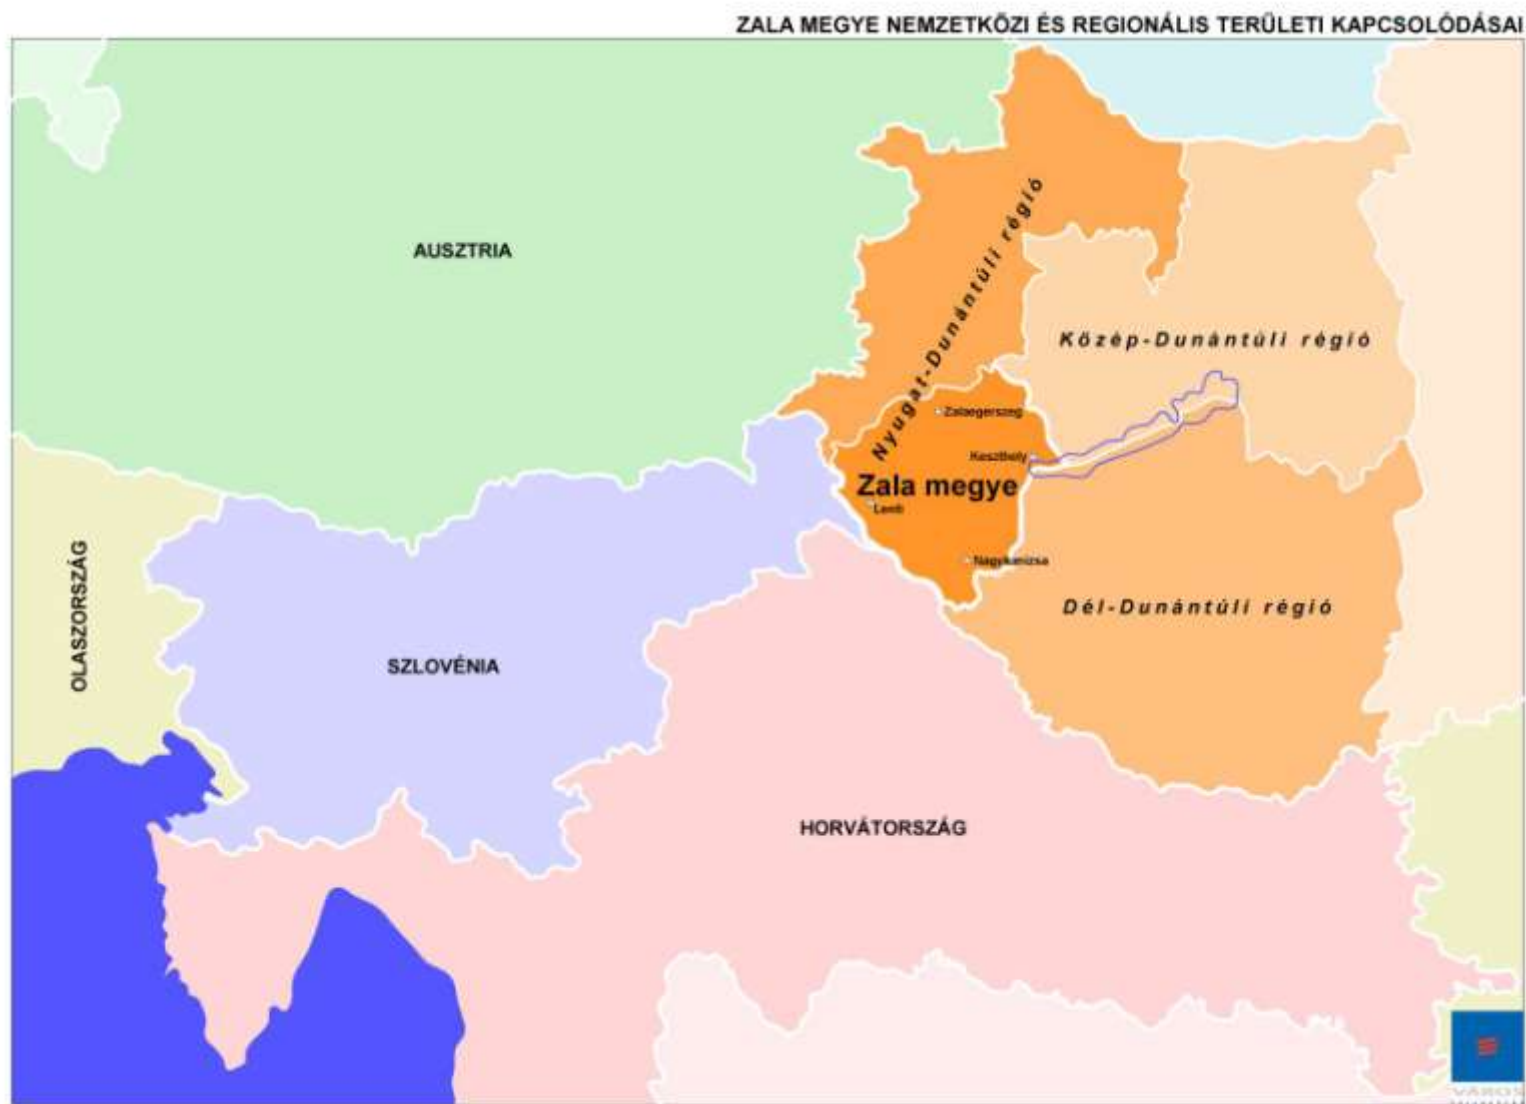 ZALA MEGYE NEMZETKÖZI ÉS REGIONÁLIS TERÜLETI KAPCSOLÓDÁSAI
AUSZTRIA
Nyugat-Dunántúli régió
Közép-Dunántúli régió
Zalaegerszeg
Keszthely
Zala megye
Lenti
Nagykanizsa
OLASZORSZÁG
Dél-Dunántúli régió
SZLOVÉNIA
HORVÁTORSZÁG
VÁROS